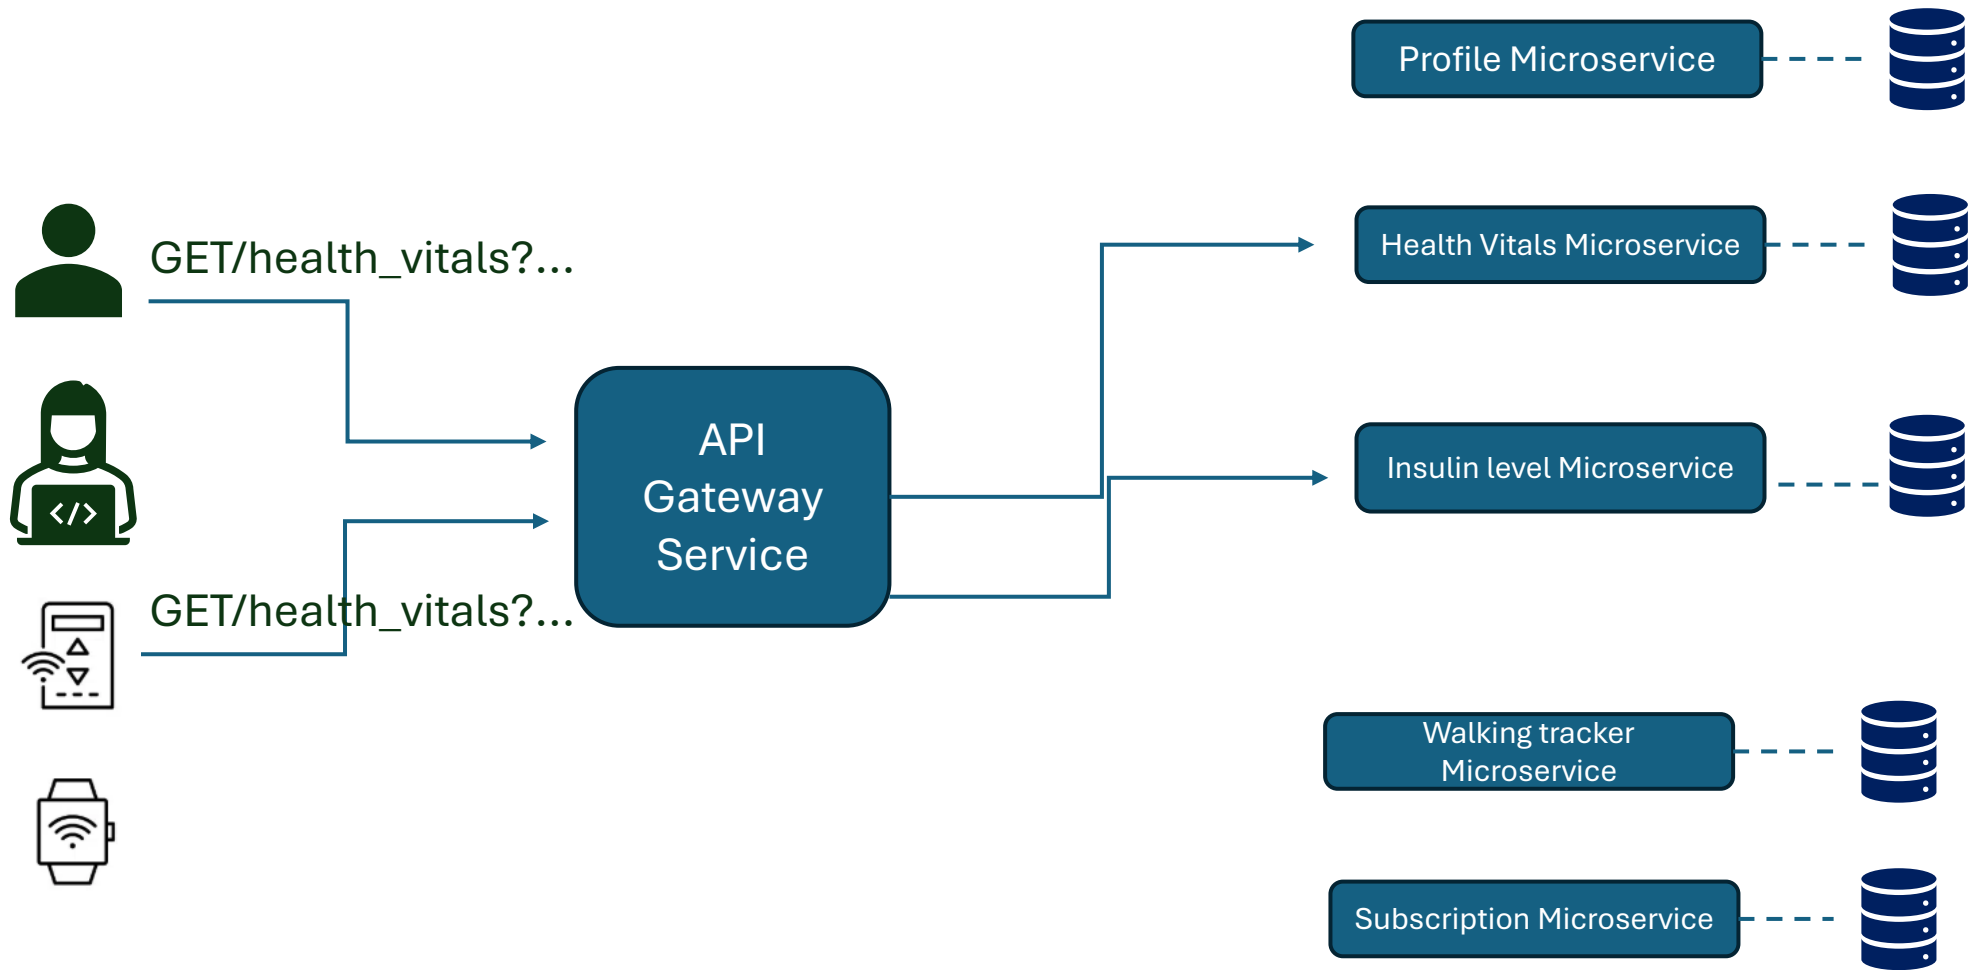 Profile Microservice
GET/health_vitals?...
Health Vitals Microservice
API
Gateway
Service
Insulin level Microservice
</>
GET/health_vitals?...
Walking tracker
Microservice
Subscription Microservice